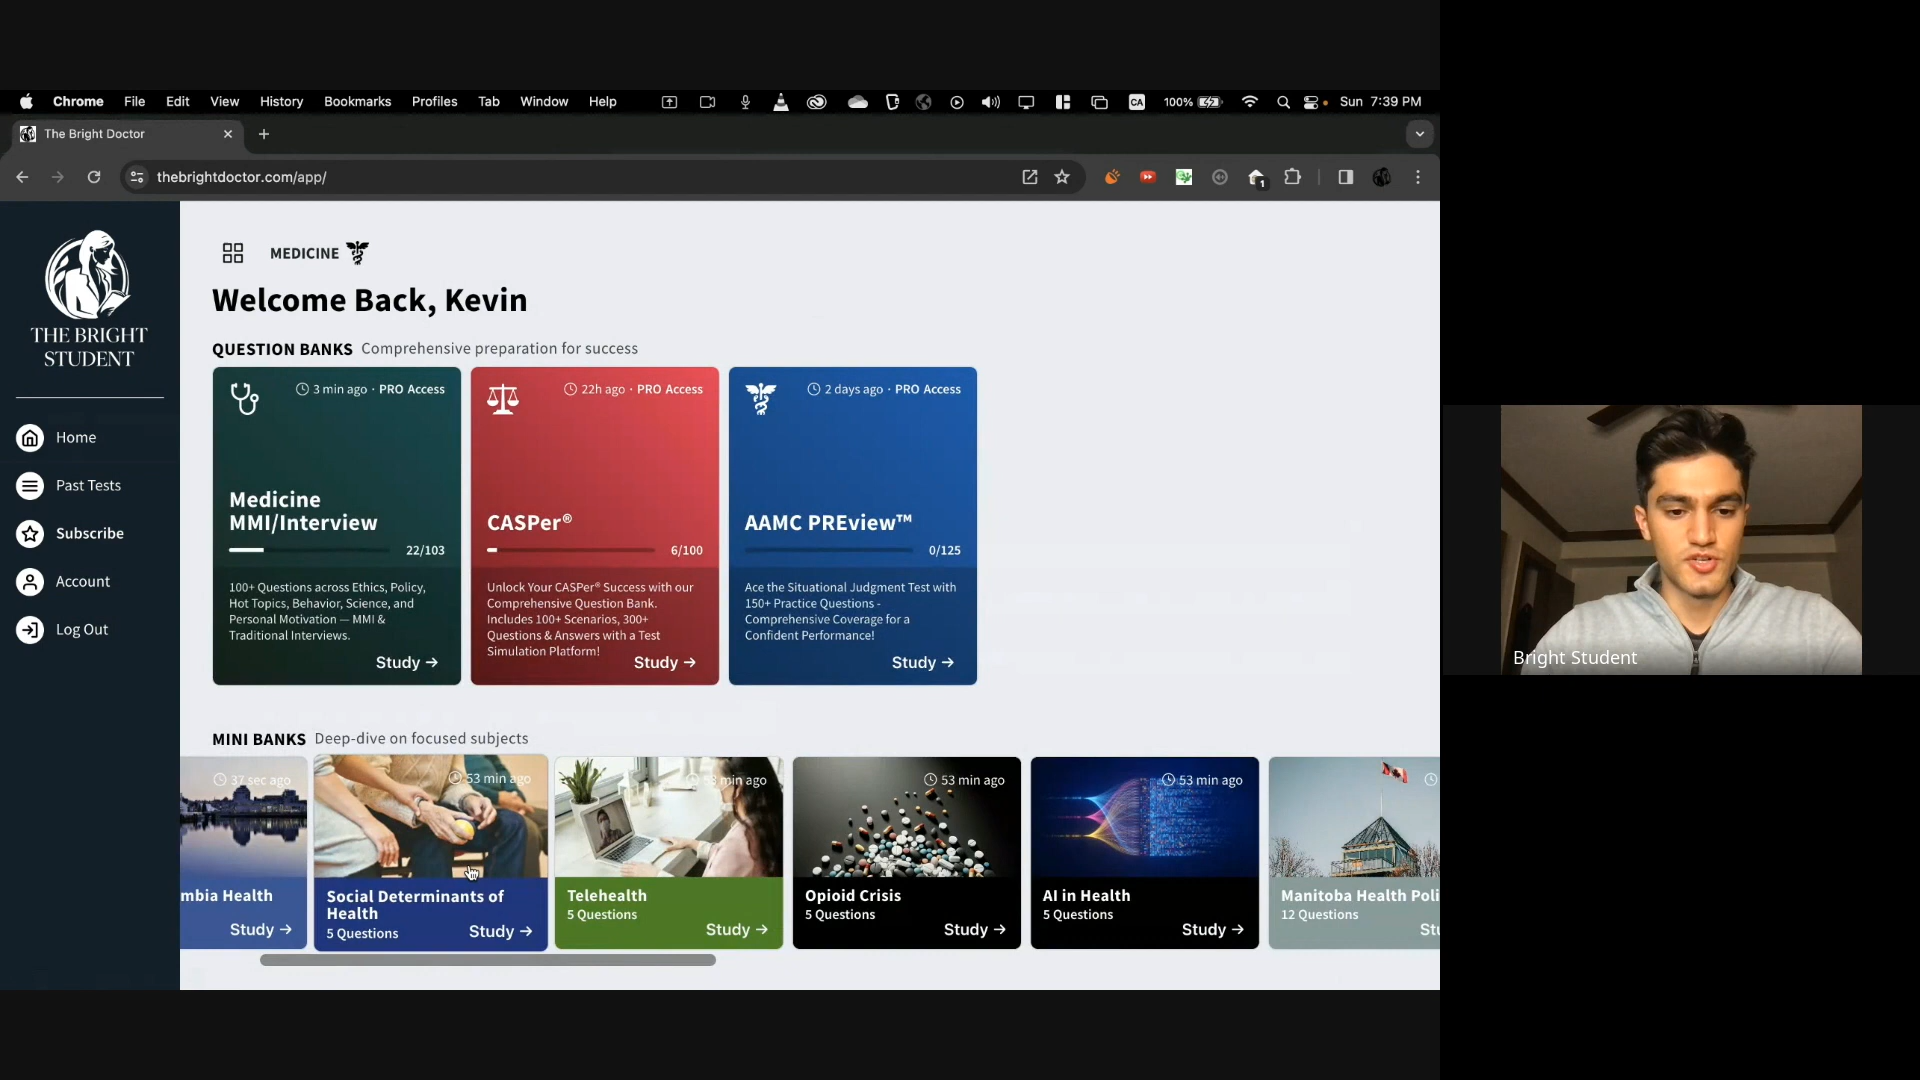 Chrome File Edit View History Bookmarks Profiles Tab Window Help CA 100% Sun 7:39 PM
The Bright Doctor
thebrightdoctor.com/app/
1
THE BRIGHT
STUDENT
Home
Past Tests
Subscribe
Account
Log Out
MEDICINE
Welcome Back, Kevin
QUESTION BANKS Comprehensive preparation for success
3 min ago · PRO Access
Medicine
MMI/Interview
22/103
100+ Questions across Ethics, Policy,
Hot Topics, Behavior, Science, and
Personal Motivation — MMI &
Traditional Interviews.
Study →
22h ago · PRO Access
CASPer®
6/100
Unlock Your CASPer® Success with our
Comprehensive Question Bank.
Includes 100+ Scenarios, 300+
Questions & Answers with a Test
Simulation Platform!
Study →
2 days ago · PRO Access
AAMC PREview™
0/125
Ace the Situational Judgment Test with
150+ Practice Questions -
Comprehensive Coverage for a
Confident Performance!
Study →
MINI BANKS Deep-dive on focused subjects
37 sec ago
mbia Health
Study →
53 min ago
Social Determinants of
Health
5 Questions
Study →
min ago
Telehealth
5 Questions
Study →
53 min ago
Opioid Crisis
5 Questions
Study →
53 min ago
AI in Health
5 Questions
Study →
Manitoba Health Poli
12 Questions
Stu
Bright Student